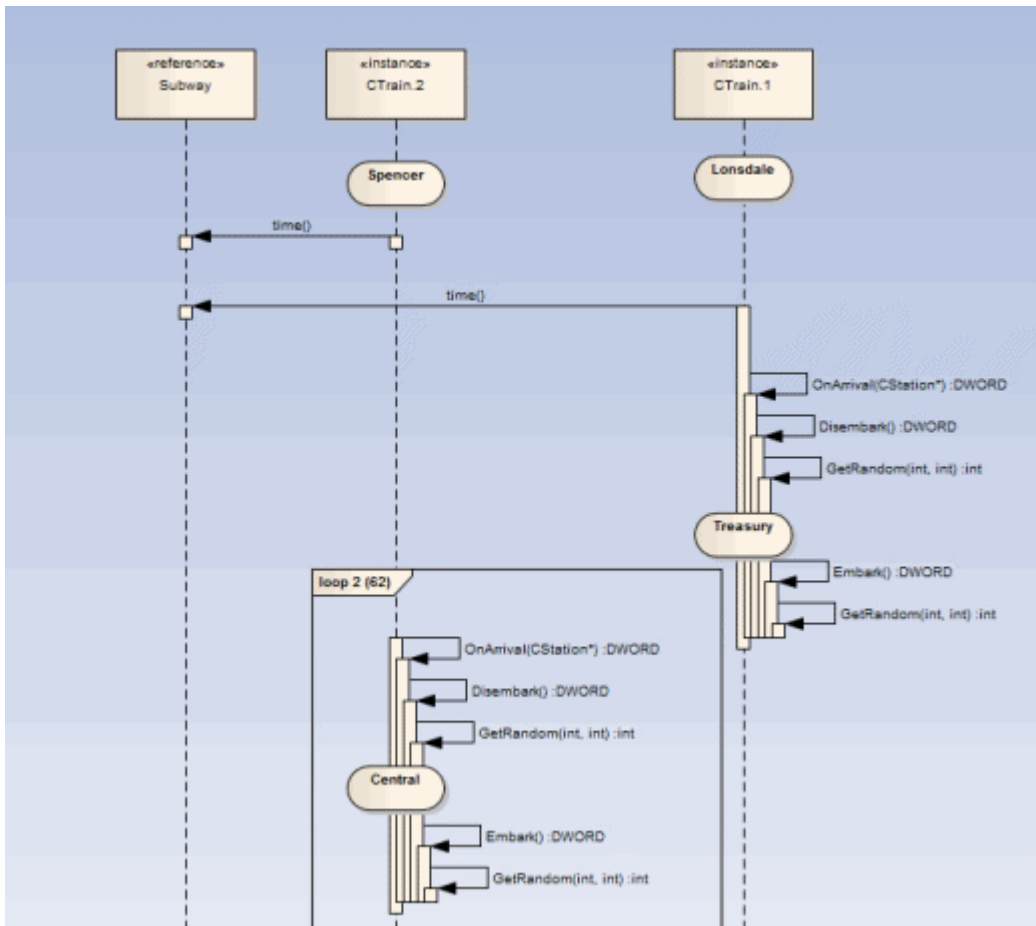 «reference»
Subway
«instance»
CTrain.2
«instance»
CTrain.1
Spencer
Lonsdale
time()
time()
OnArrival(CStation*) :DWORD
Disembark() :DWORD
GetRandom(int, int) :int
Treasury
Embark() :DWORD
GetRandom(int, int) :int
loop 2 (62)
OnArrival(CStation*) :DWORD
Disembark() :DWORD
GetRandom(int, int) :int
Central
Embark() :DWORD
GetRandom(int, int) :int